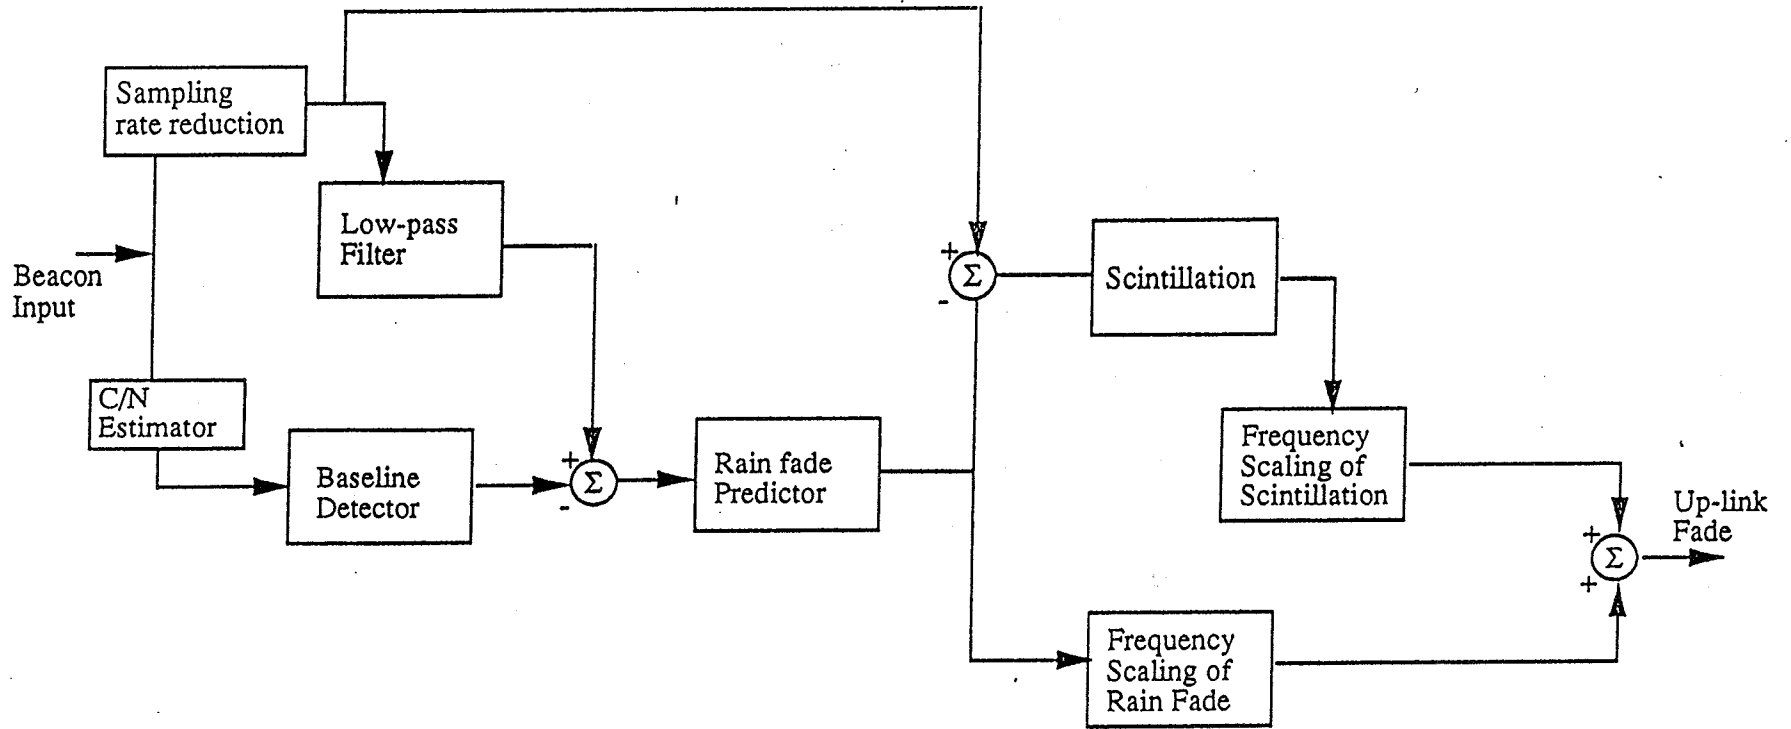 Sampling
rate reduction
Low-pass
Filter
Beacon
Input
C/N
Estimator
Baseline
Detector
+
Σ
-
Rain fade
Predictor
+
Σ
-
Scintillation
Frequency
Scaling of
Scintillation
Frequency
Scaling of
Rain Fade
+
Σ
+
Up-link
Fade